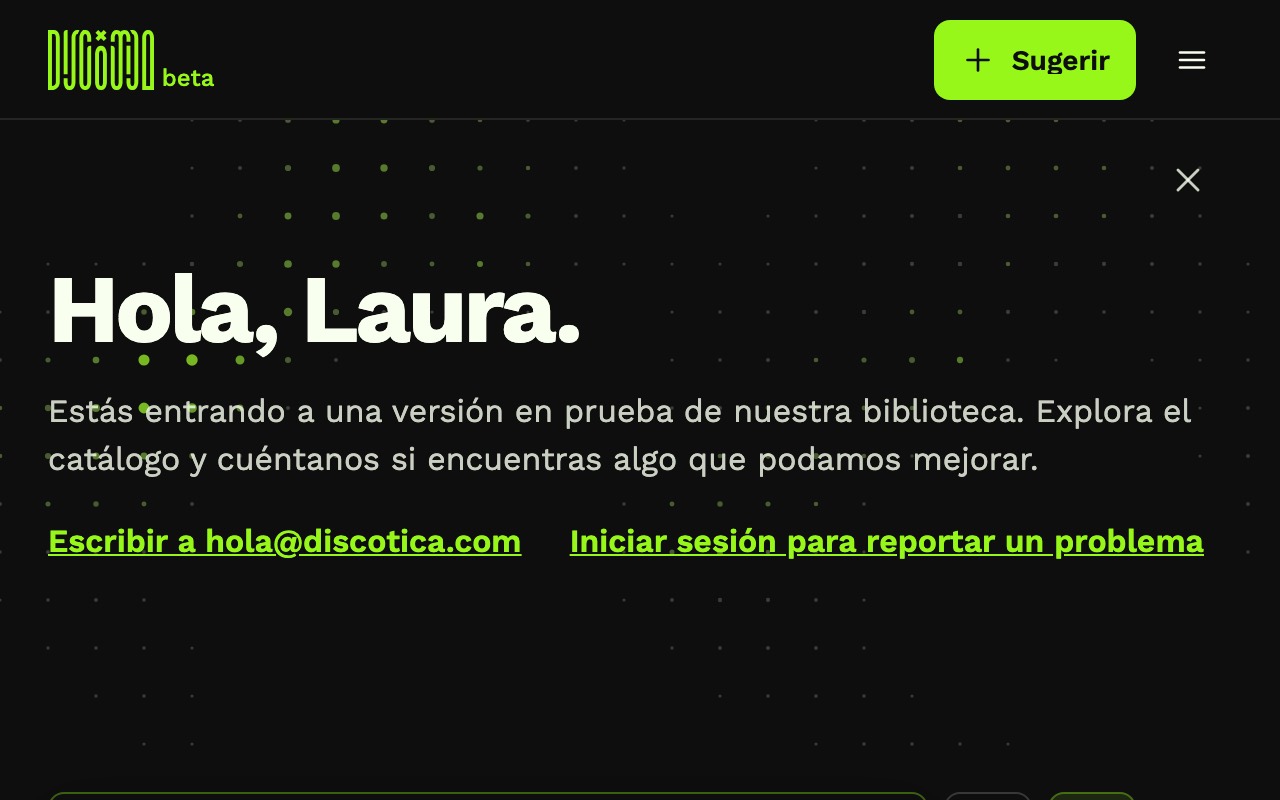 beta
Sugerir
Hola, Laura.
Estás entrando a una versión en prueba de nuestra biblioteca. Explora el
catálogo y cuéntanos si encuentras algo que podamos mejorar.
Escribir a hola@discotica.com
Iniciar sesión para reportar un problema